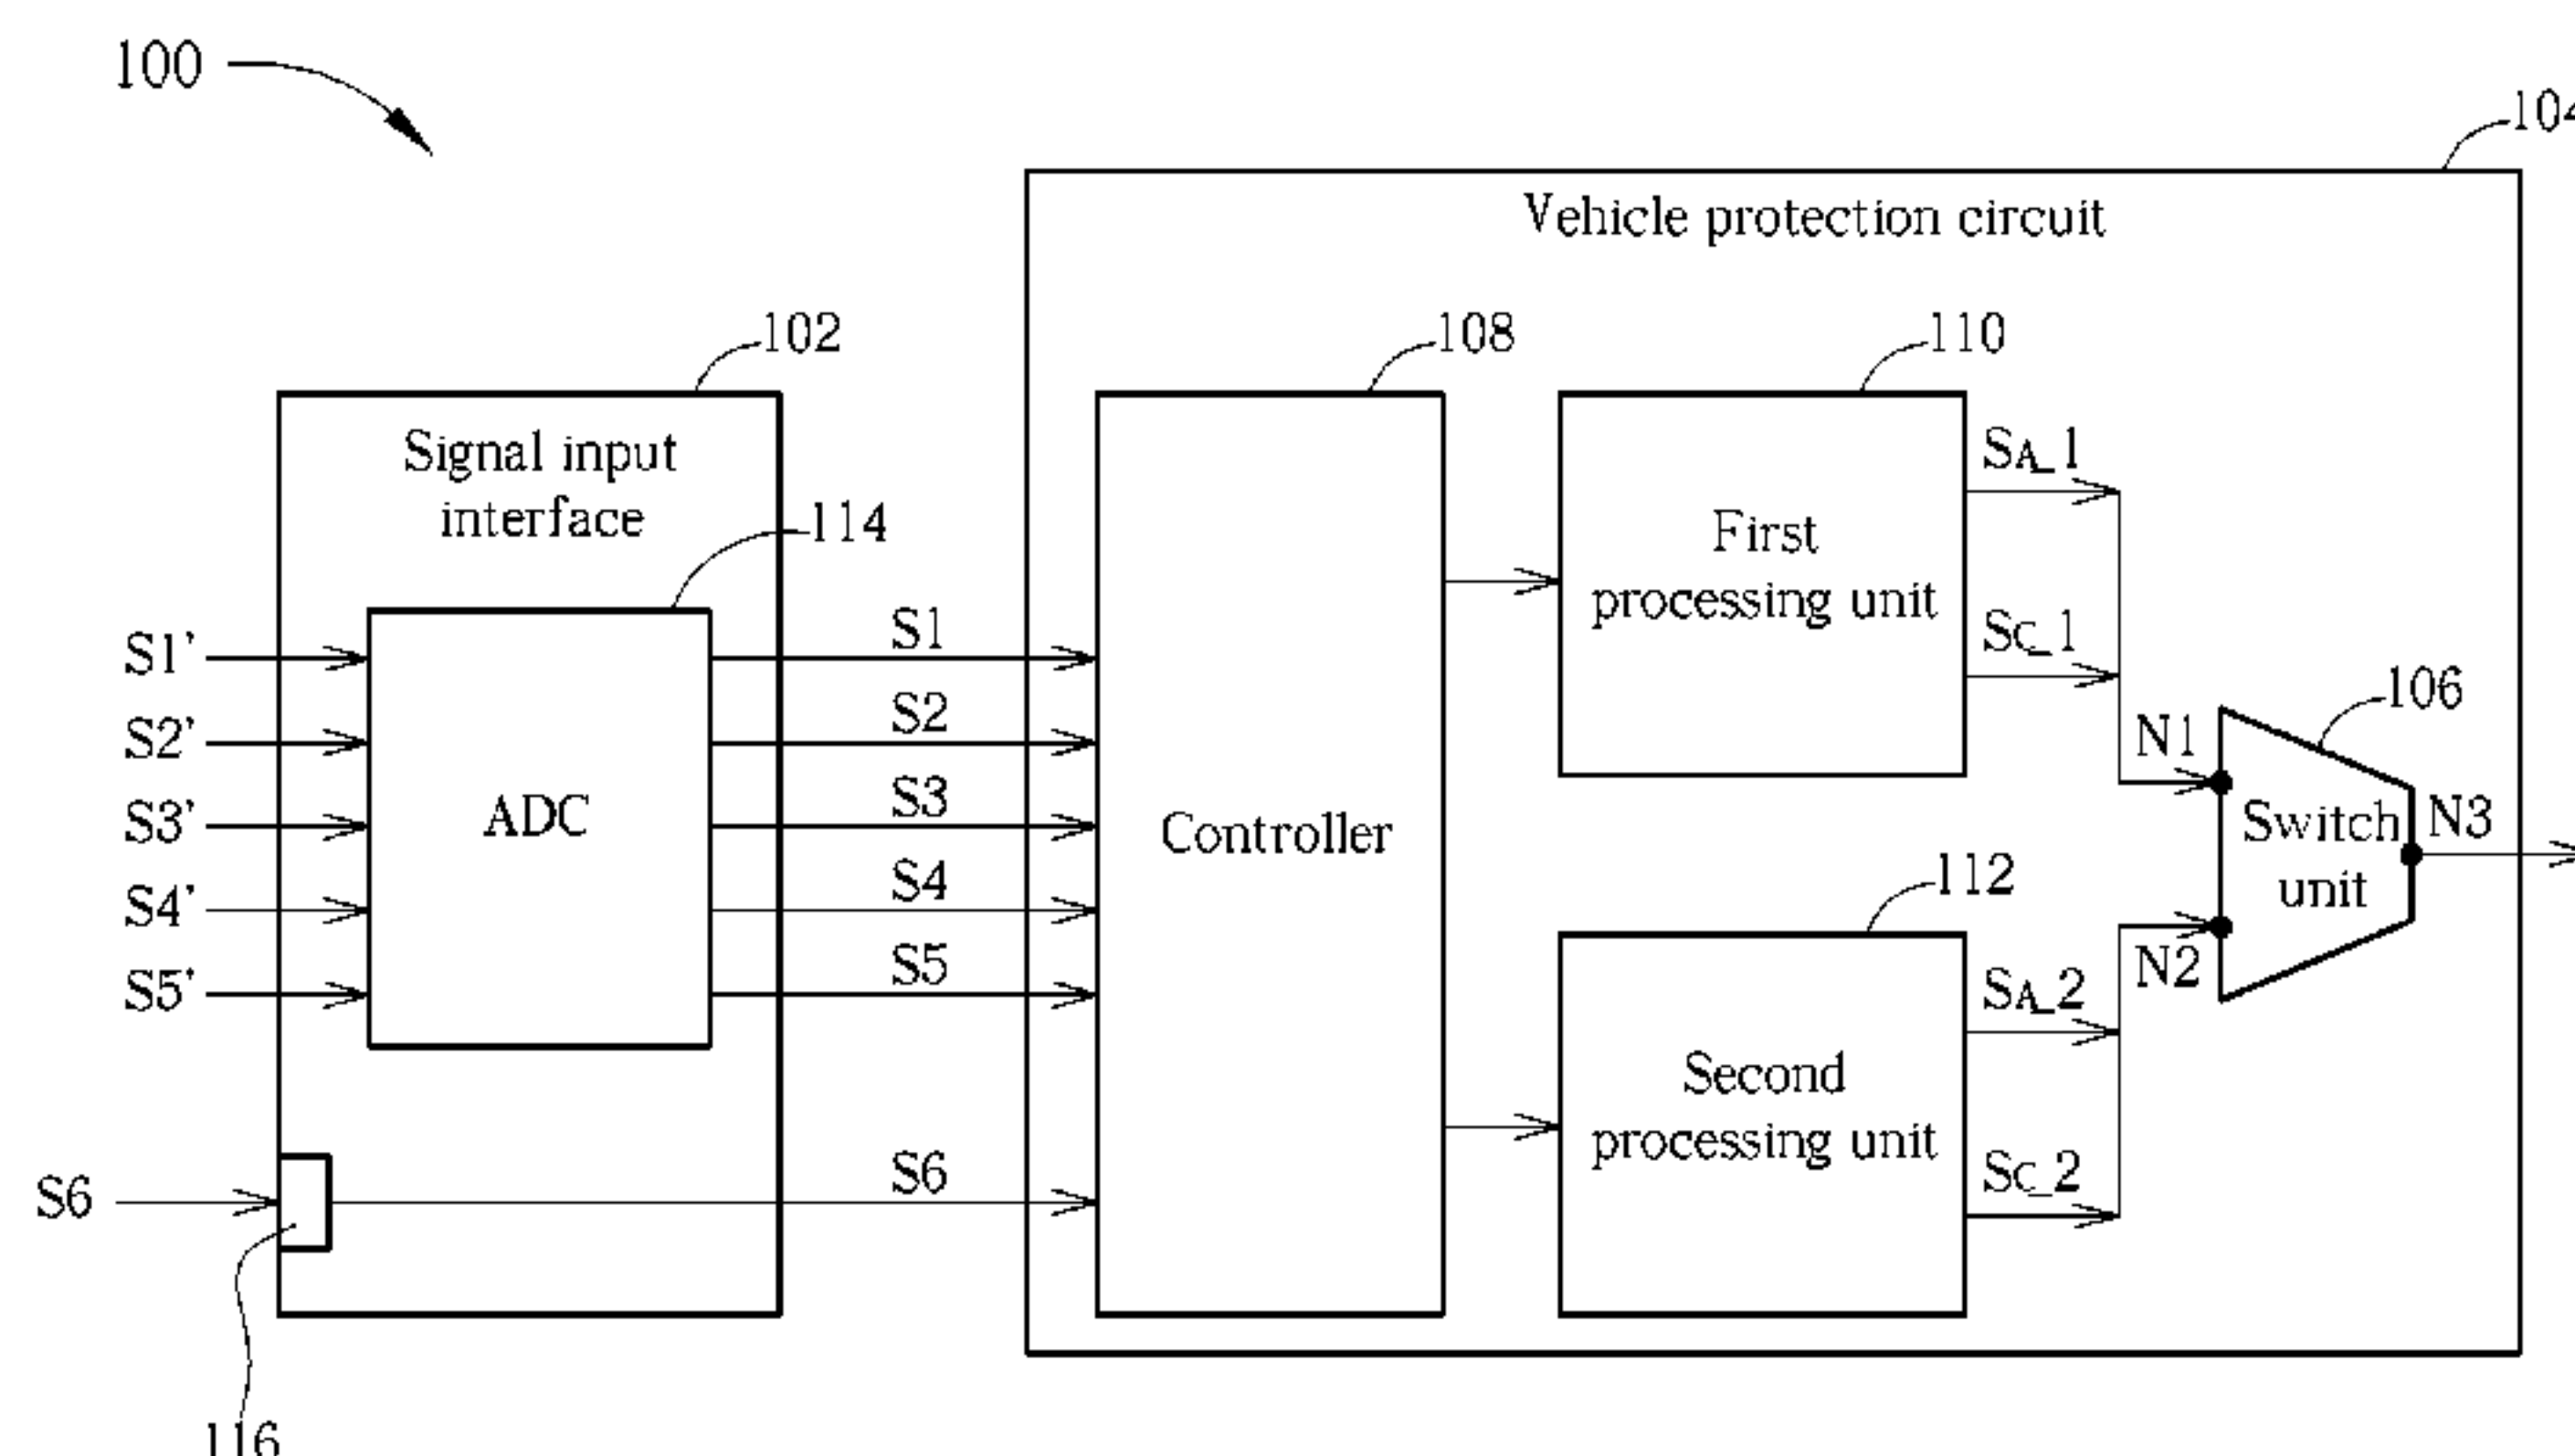 100
104
Vehicle protection circuit
102
108
110
Signal input
interface
114
SA_1
First
processing unit
S1'
S1
SC_1
106
S2'
S2
N1
S3'
ADC
S3
Controller
Switch
unit
N3
S4'
S4
112
S5'
S5
N2
SA_2
Second
processing unit
S6
S6
SC_2
116